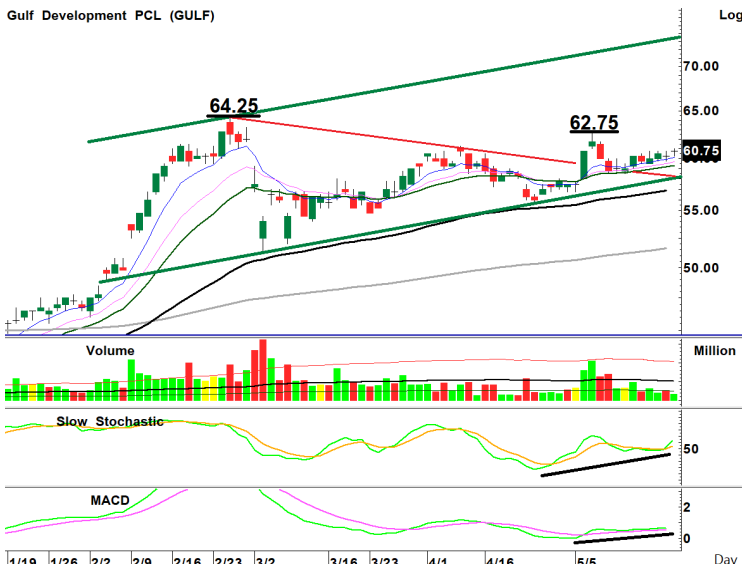 Gulf Development PCL (GULF)
Log
64.25
62.75
70.00
65.00
60.75
60.00
55.00
50.00
Volume
Million
Slow Stochastic
50
MACD
2
0
1/19 1/26 2/2 2/9 2/16 2/23 3/2 3/16 3/23 4/1 4/16 5/5 Day